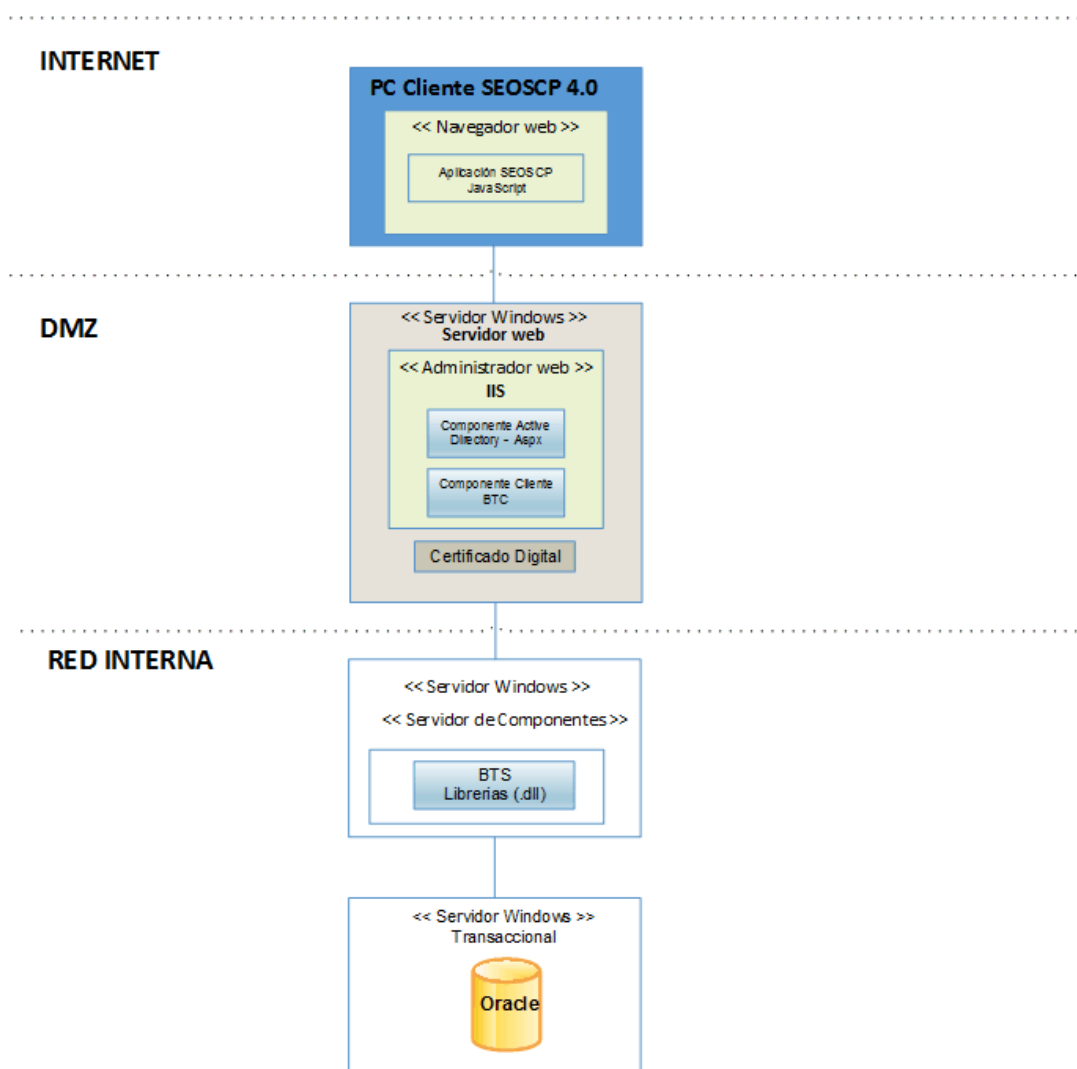 INTERNET
PC Cliente SEOSCP 4.0
<< Navegador web >>
Aplicación SEOSCP
JavaScript
DMZ
<< Servidor Windows >>
Servidor web
<< Administrador web >>
IIS
Componente Active
Directory - Aspx
Componente Cliente
BTC
Certificado Digital
RED INTERNA
<< Servidor Windows >>
<< Servidor de Componentes >>
BTS
Librerias (.dll)
<< Servidor Windows >>
Transaccional
Oracle